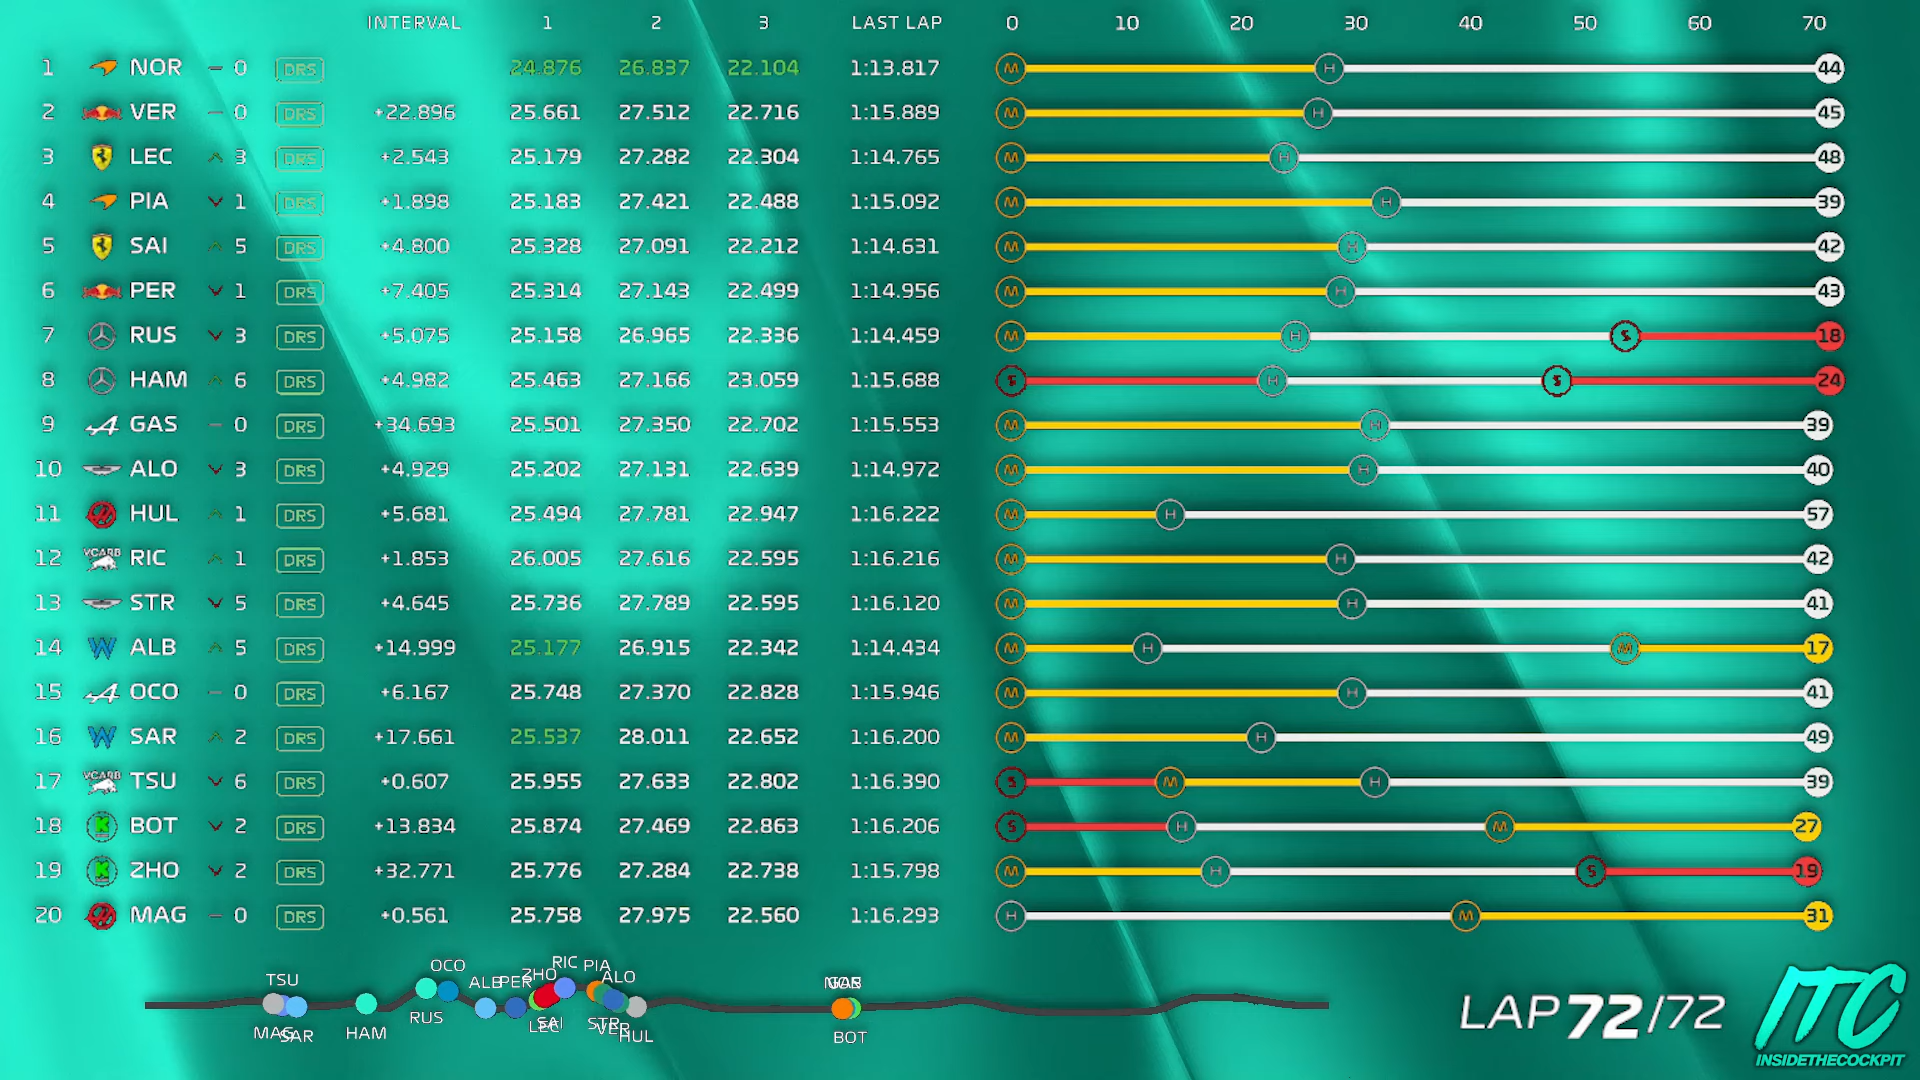 INTERVAL 1 2 3 LAST LAP 0 10 20 30 40 50 60 70
1 NOR – 0 DRS 24.876 26.837 22.104 1:13.817 M H 44
2 VER – 0 DRS +22.896 25.661 27.512 22.716 1:15.889 M H 45
3 LEC ^ 3 DRS +2.543 25.179 27.282 22.304 1:14.765 M H 48
4 PIA v 1 DRS +1.898 25.183 27.421 22.488 1:15.092 M H 39
5 SAI ^ 5 DRS +4.800 25.328 27.091 22.212 1:14.631 M H 42
6 PER v 1 DRS +7.405 25.314 27.143 22.499 1:14.956 M H 43
7 RUS v 3 DRS +5.075 25.158 26.965 22.336 1:14.459 M H S 18
8 HAM ^ 6 DRS +4.982 25.463 27.166 23.059 1:15.688 S H S 24
9 GAS – 0 DRS +34.693 25.501 27.350 22.702 1:15.553 M H 39
10 ALO v 3 DRS +4.929 25.202 27.131 22.639 1:14.972 M H 40
11 HUL ^ 1 DRS +5.681 25.494 27.781 22.947 1:16.222 M H 57
12 VCARB RIC ^ 1 DRS +1.853 26.005 27.616 22.595 1:16.216 M H 42
13 STR v 5 DRS +4.645 25.736 27.789 22.595 1:16.120 M H 41
14 W ALB ^ 5 DRS +14.999 25.177 26.915 22.342 1:14.434 M H M 17
15 OCO – 0 DRS +6.167 25.748 27.370 22.828 1:15.946 M H 41
16 W SAR ^ 2 DRS +17.661 25.537 28.011 22.652 1:16.200 M H 49
17 VCARB TSU v 6 DRS +0.607 25.955 27.633 22.802 1:16.390 S M H 39
18 K BOT v 2 DRS +13.834 25.874 27.469 22.863 1:16.206 S H M 27
19 K ZHO v 2 DRS +32.771 25.776 27.284 22.738 1:15.798 M H S 19
20 MAG – 0 DRS +0.561 25.758 27.975 22.560 1:16.293 H M 31
TSU OCO ALB PER ZHO RIC PIA ALO NOR GAS
MAG SAR HAM RUS LEC SAI STR VER HUL BOT
LAP 72/72
ITC
INSIDETHECOCKPIT